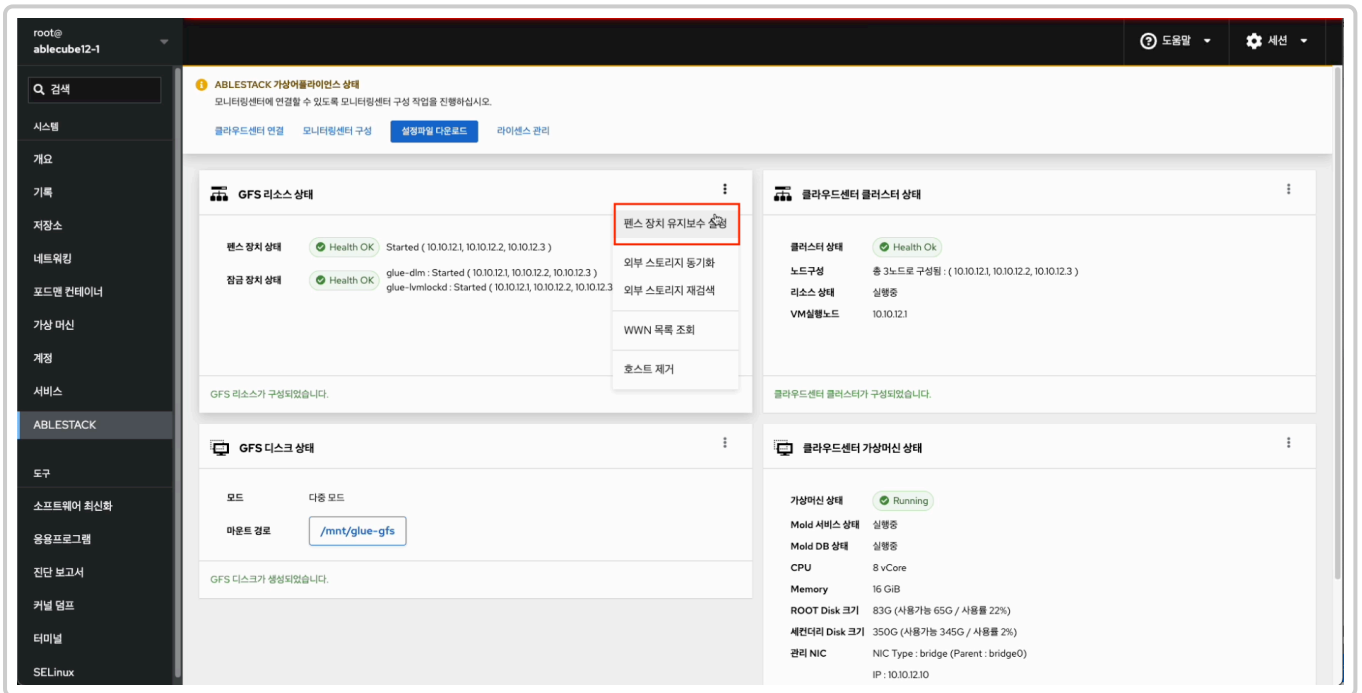 root@
ablecube12-1
도움말
세션
검색
시스템
개요
기록
저장소
네트워킹
포드맨 컨테이너
가상 머신
계정
서비스
ABLESTACK
도구
소프트웨어 최신화
응용프로그램
진단 보고서
커널 덤프
터미널
SELinux
ABLESTACK 가상어플라이언스 상태
모니터링센터에 연결할 수 있도록 모니터링센터 구성 작업을 진행하십시오.
클라우드센터 연결 모니터링센터 구성 설정파일 다운로드 라이센스 관리
GFS 리소스 상태
펜스 장치 상태 Health OK Started ( 10.10.12.1, 10.10.12.2, 10.10.12.3 )
잠금 장치 상태 Health OK glue-dlm : Started ( 10.10.12.1, 10.10.12.2, 10.10.12.3 )
glue-lvmlockd : Started ( 10.10.12.1, 10.10.12.2, 10.10.12.3
GFS 리소스가 구성되었습니다.
펜스 장치 유지보수
외부 스토리지 동기화
외부 스토리지 재검색
WWN 목록 조회
호스트 제거
클라우드센터 클러스터 상태
클러스터 상태 Health Ok
노드구성 총 3노드로 구성됨 : ( 10.10.12.1, 10.10.12.2, 10.10.12.3 )
리소스 상태 실행중
VM실행노드 10.10.12.1
클라우드센터 클러스터가 구성되었습니다.
GFS 디스크 상태
모드 다중 모드
마운트 경로 /mnt/glue-gfs
GFS 디스크가 생성되었습니다.
클라우드센터 가상머신 상태
가상머신 상태 Running
Mold 서비스 상태 실행중
Mold DB 상태 실행중
CPU 8 vCore
Memory 16 GiB
ROOT Disk 크기 83G (사용가능 65G / 사용률 22%)
세컨더리 Disk 크기 350G (사용가능 345G / 사용률 2%)
관리 NIC NIC Type : bridge (Parent : bridge0)
IP : 10.10.12.10